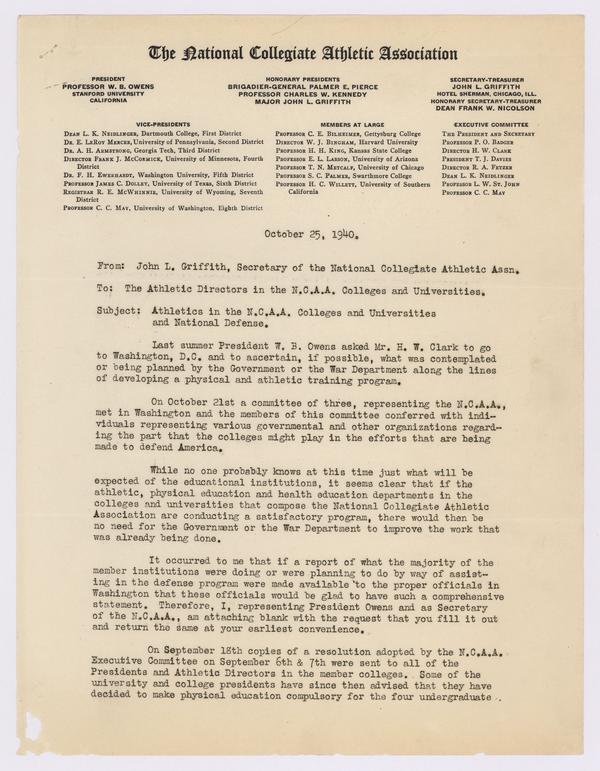 The National Collegiate Athletic Association
PRESIDENT
PROFESSOR W. B. OWENS
STANFORD UNIVERSITY
CALIFORNIA
HONORARY PRESIDENTS
BRIGADIER-GENERAL PALMER E. PIERCE
PROFESSOR CHARLES W. KENNEDY
MAJOR JOHN L. GRIFFITH
SECRETARY-TREASURER
JOHN L. GRIFFITH
HOTEL SHERMAN, CHICAGO, ILL.
HONORARY SECRETARY-TREASURER
DEAN FRANK W. NICOLSON
VICE-PRESIDENTS
DEAN L. K. NEIDLINGER, Dartmouth College, First District
DR. E. LEROY MERCER, University of Pennsylvania, Second District
DR. A. H. ARMSTRONG, Georgia Tech, Third District
DIRECTOR FRANK J. MCCORMICK, University of Minnesota, Fourth
District
DR. F. H. EWERHARDT, Washington University, Fifth District
PROFESSOR JAMES C. DOLLEY, University of Texas, Sixth District
REGISTRAR R. E. MCWHINNIE, University of Wyoming, Seventh
District
PROFESSOR C. C. MAY, University of Washington, Eighth District
MEMBERS AT LARGE
PROFESSOR C. E. BILHEIMER, Gettysburg College
DIRECTOR W. J. BINGHAM, Harvard University
PROFESSOR H. H. KING, Kansas State College
PROFESSOR E. L. LARSON, University of Arizona
PROFESSOR T. N. METCALF, University of Chicago
PROFESSOR S. C. PALMER, Swarthmore College
PROFESSOR H. C. WILLETT, University of Southern
California
EXECUTIVE COMMITTEE
THE PRESIDENT AND SECRETARY
PROFESSOR P. O. BADGER
DIRECTOR H. W. CLARK
PRESIDENT T. J. DAVIES
DIRECTOR R. A. FETZER
DEAN L. K. NEIDLINGER
PROFESSOR L. W. ST. JOHN
PROFESSOR C. C. MAY
October 25, 1940.
From: John L. Griffith, Secretary of the National Collegiate Athletic Assn.
To: The Athletic Directors in the N.C.A.A. Colleges and Universities.
Subject: Athletics in the N.C.A.A. Colleges and Universities
and National Defense.
Last summer President W. B. Owens asked Mr. H. W. Clark to go
to Washington, D.C. and to ascertain, if possible, what was contemplated
or being planned by the Government or the War Department along the lines
of developing a physical and athletic training program.
On October 21st a committee of three, representing the N.C.A.A.,
met in Washington and the members of this committee conferred with indi-
viduals representing various governmental and other organizations regard-
ing the part that the colleges might play in the efforts that are being
made to defend America.
While no one probably knows at this time just what will be
expected of the educational institutions, it seems clear that if the
athletic, physical education and health education departments in the
colleges and universities that compose the National Collegiate Athletic
Association are conducting a satisfactory program, there would then be
no need for the Government or the War Department to improve the work that
was already being done.
It occurred to me that if a report of what the majority of the
member institutions were doing or were planning to do by way of assist-
ing in the defense program were made available to the proper officials in
Washington that these officials would be glad to have such a comprehensive
statement. Therefore, I, representing President Owens and as Secretary
of the N.C.A.A., am attaching blank with the request that you fill it out
and return the same at your earliest convenience.
On September 18th copies of a resolution adopted by the N.C.A.A.
Executive Committee on September 6th & 7th were sent to all of the
Presidents and Athletic Directors in the member colleges. Some of the
university and college presidents have since then advised that they have
decided to make physical education compulsory for the four undergraduate